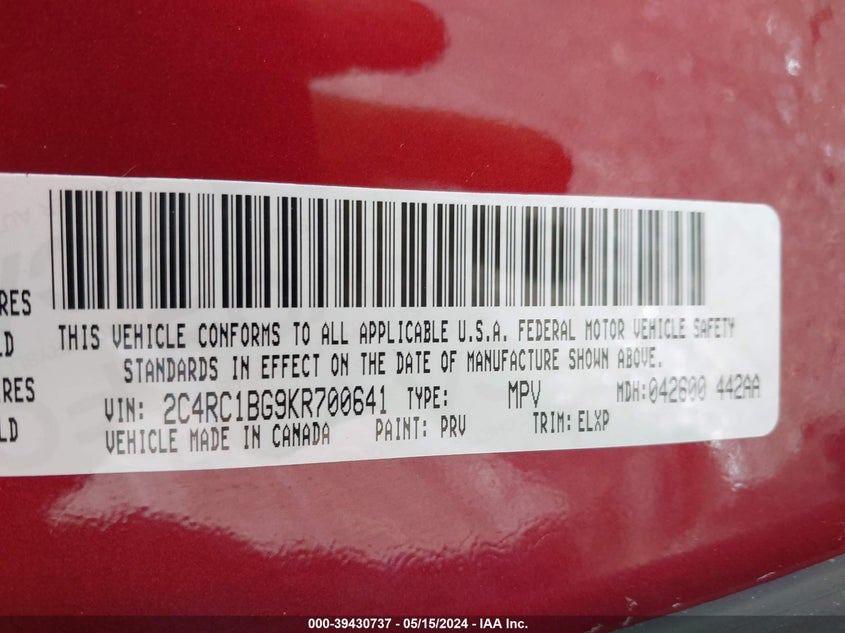 RES
LD
THIS VEHICLE CONFORMS TO ALL APPLICABLE U.S.A. FEDERAL MOTOR VEHICLE SAFETY
STANDARDS IN EFFECT ON THE DATE OF MANUFACTURE SHOWN ABOVE.
RES
LD
VIN: 2C4RC1BG9KR700641 TYPE: MPV MDH:042600 442AA
VEHICLE MADE IN CANADA PAINT: PRV TRIM: ELXP
000-39430737 - 05/15/2024 - IAA Inc.